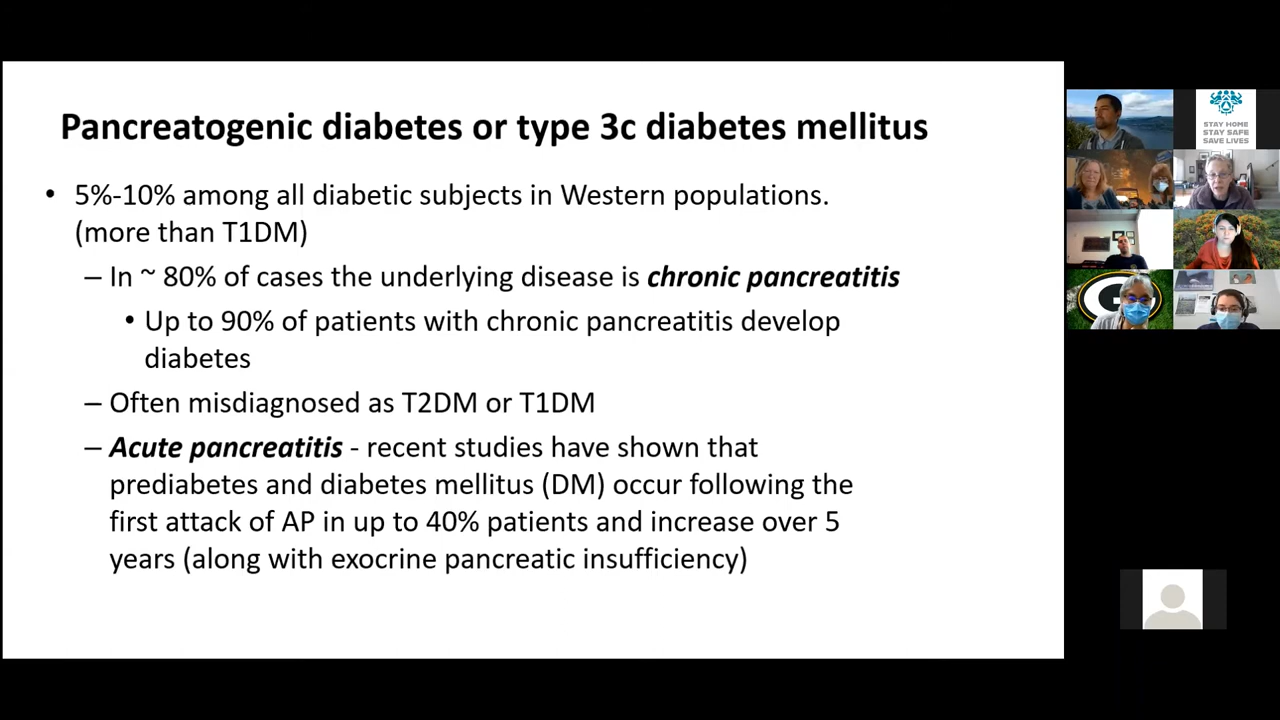 Pancreatogenic diabetes or type 3c diabetes mellitus
• 5%-10% among all diabetic subjects in Western populations.
(more than T1DM)
– In ~ 80% of cases the underlying disease is chronic pancreatitis
• Up to 90% of patients with chronic pancreatitis develop
diabetes
– Often misdiagnosed as T2DM or T1DM
– Acute pancreatitis - recent studies have shown that
prediabetes and diabetes mellitus (DM) occur following the
first attack of AP in up to 40% patients and increase over 5
years (along with exocrine pancreatic insufficiency)
STAY HOME
STAY SAFE
SAVE LIVES
G